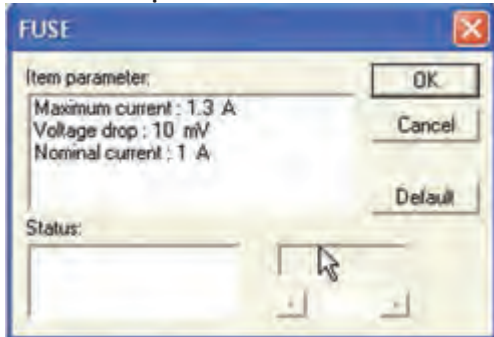 FUSE
Item parameter:
OK
Maximum current : 1.3 A
Voltage drop : 10 mV
Nominal current : 1 A
Cancel
Default
Status: